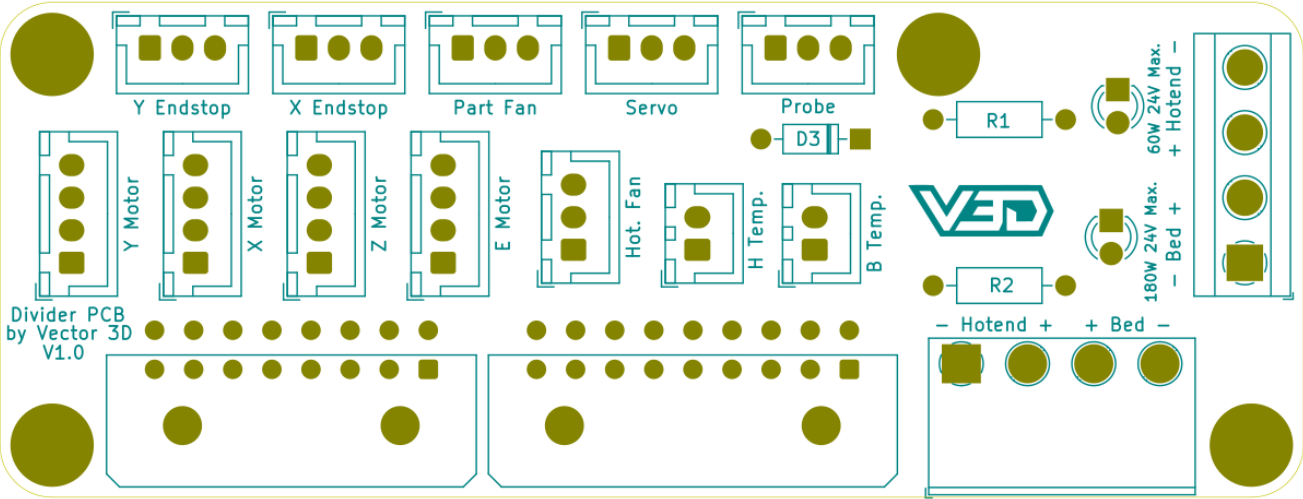 Y Endstop
X Endstop
Part Fan
Servo
Probe
60W 24V Max.
+ Hotend -
R1
D3
Y Motor
X Motor
Z Motor
E Motor
Hot. Fan
H Temp.
B Temp.
V3D
180W 24V Max.
- Bed +
R2
Divider PCB
by Vector 3D
V1.0
- Hotend +
+ Bed -